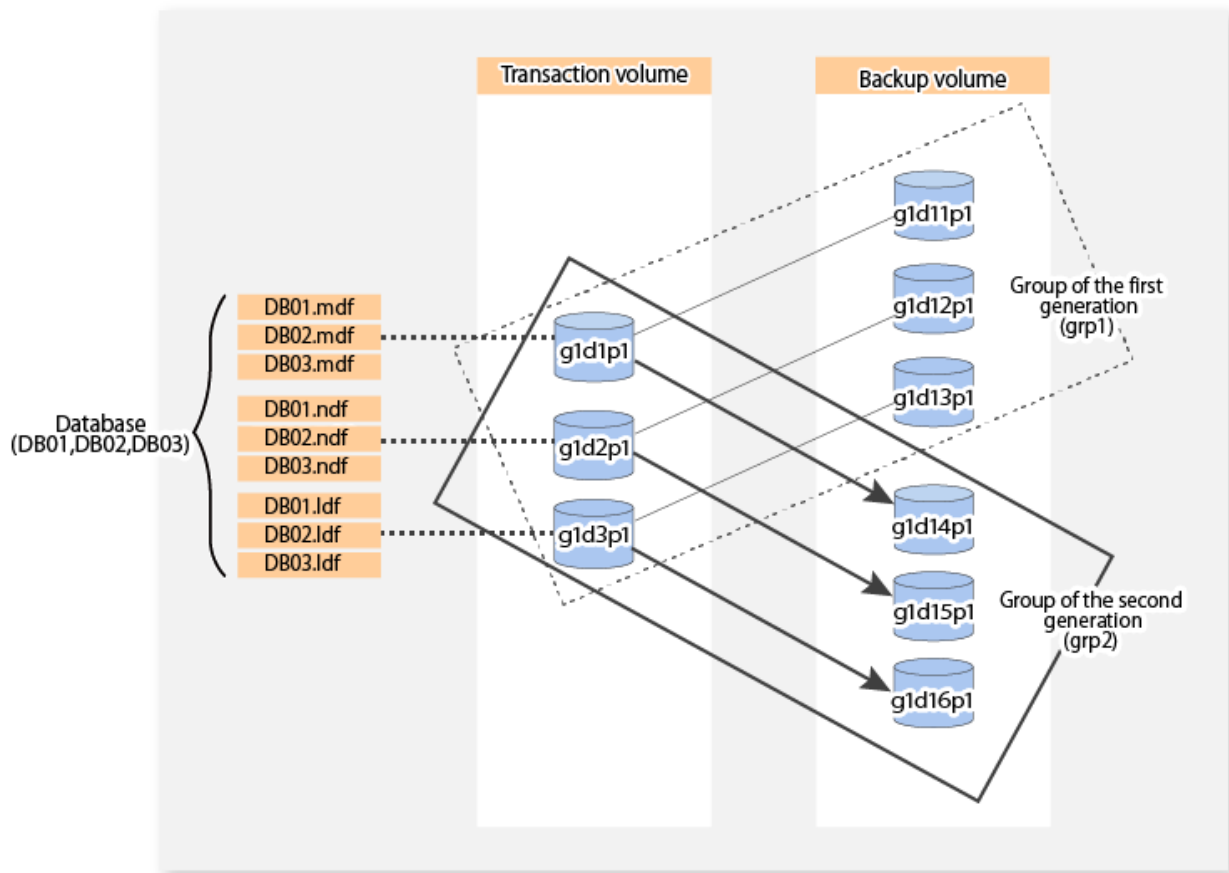 Transaction volume
Backup volume
g1d11p1
g1d12p1
g1d13p1
Group of the first
generation
(grp1)
DB01.mdf
DB02.mdf
DB03.mdf
DB01.ndf
DB02.ndf
DB03.ndf
DB01.ldf
DB02.ldf
DB03.ldf
Database
(DB01,DB02,DB03)
g1d1p1
g1d2p1
g1d3p1
g1d14p1
g1d15p1
g1d16p1
Group of the second
generation
(grp2)